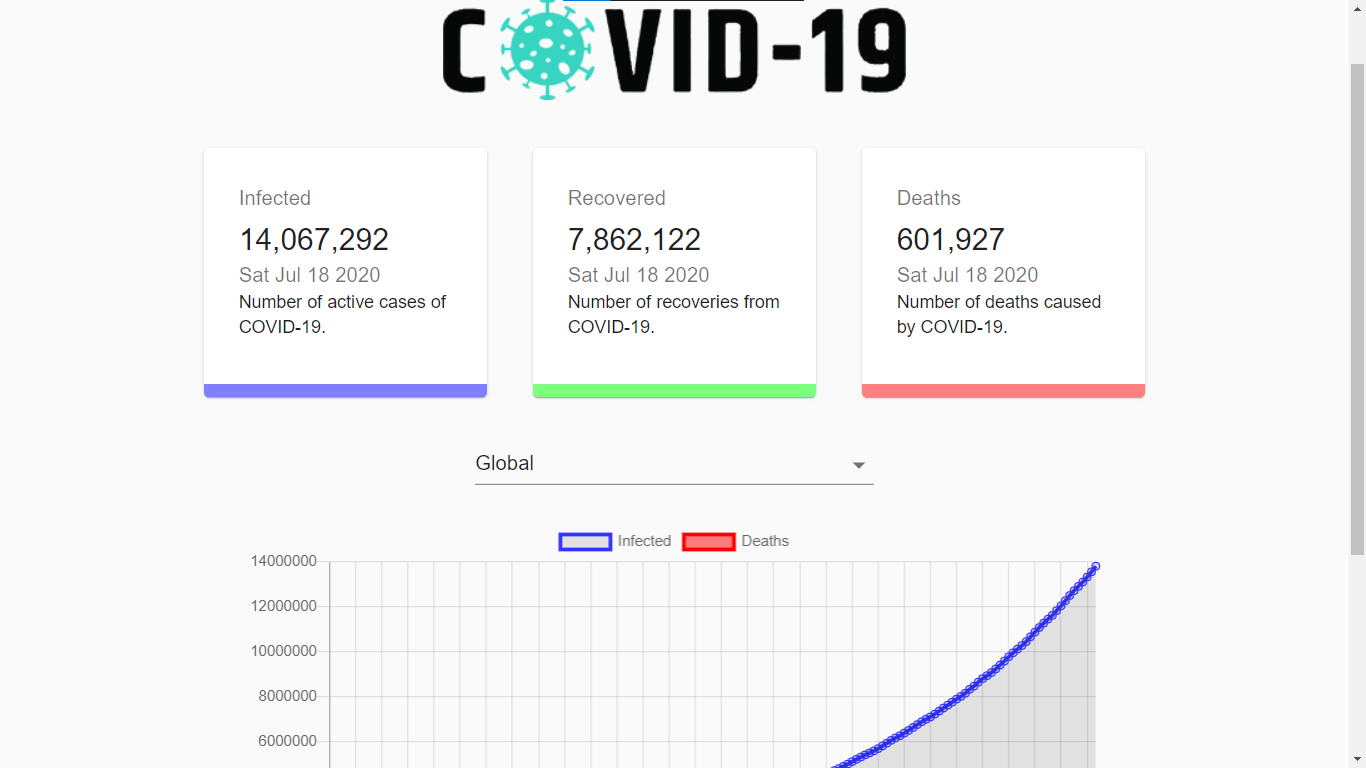 COVID-19
Infected
14,067,292
Sat Jul 18 2020
Number of active cases of
COVID-19.
Recovered
7,862,122
Sat Jul 18 2020
Number of recoveries from
COVID-19.
Deaths
601,927
Sat Jul 18 2020
Number of deaths caused
by COVID-19.
Global
Infected Deaths
14000000
12000000
10000000
8000000
6000000